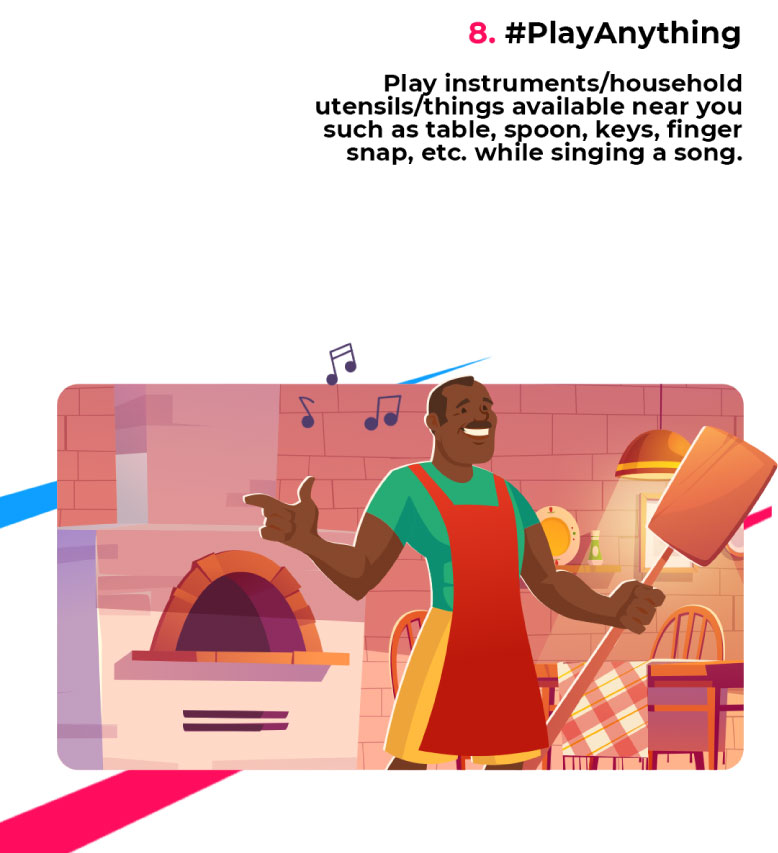 8. #PlayAnything
Play instruments/household
utensils/things available near you
such as table, spoon, keys, finger
snap, etc. while singing a song.